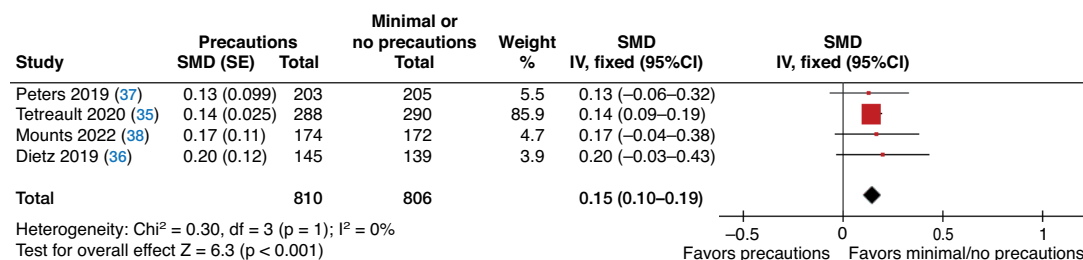 Study Precautions SMD (SE) Total Minimal or no precautions Total Weight % SMD IV, fixed (95%CI) SMD IV, fixed (95%CI)
Peters 2019 (37) 0.13 (0.099) 203 205 5.5 0.13 (−0.06–0.32)
Tetreault 2020 (35) 0.14 (0.025) 288 290 85.9 0.14 (0.09–0.19)
Mounts 2022 (38) 0.17 (0.11) 174 172 4.7 0.17 (−0.04–0.38)
Dietz 2019 (36) 0.20 (0.12) 145 139 3.9 0.20 (−0.03–0.43)
Total 810 806 0.15 (0.10–0.19)
Heterogeneity: Chi² = 0.30, df = 3 (p = 1); I² = 0%
Test for overall effect Z = 6.3 (p < 0.001)
−0.5 0 0.5 1
Favors precautions Favors minimal/no precautions